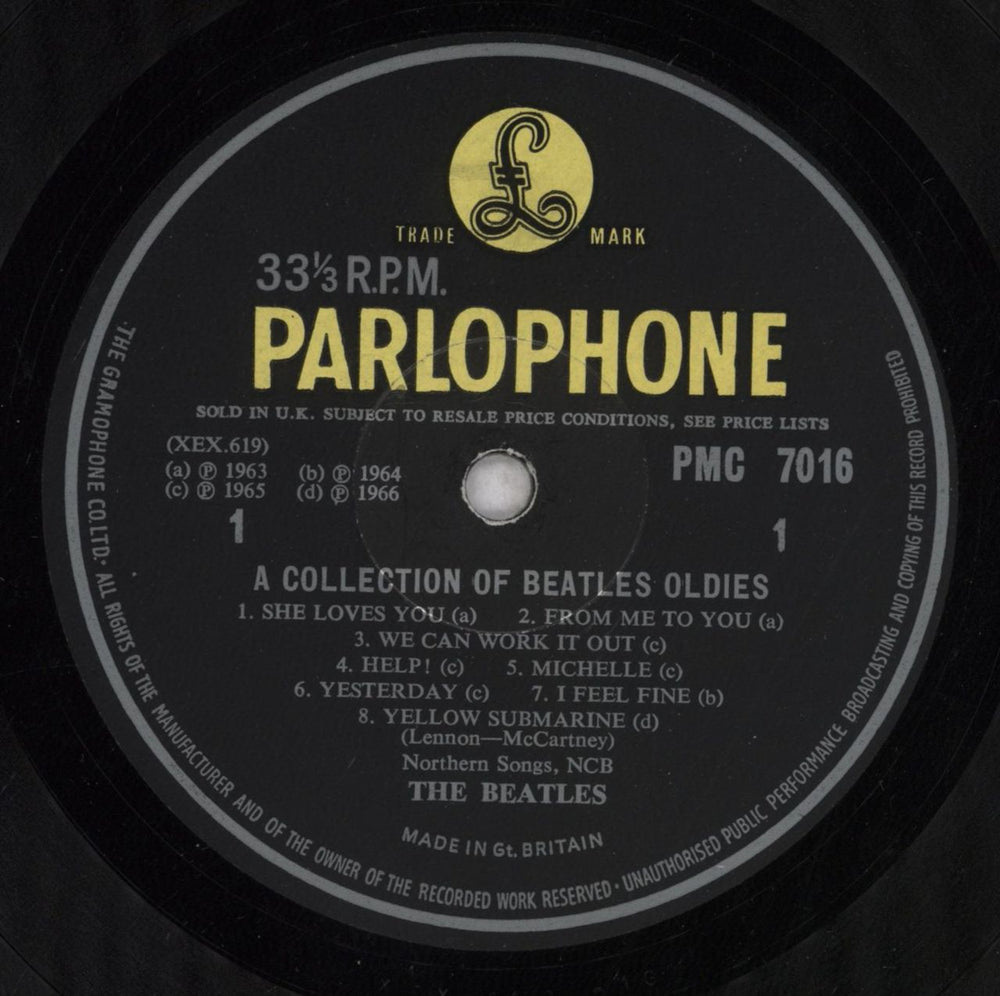 £
TRADE MARK
33⅓ R.P.M.
PARLOPHONE
SOLD IN U.K. SUBJECT TO RESALE PRICE CONDITIONS, SEE PRICE LISTS
(XEX.619)
(a) ℗ 1963 (b) ℗ 1964
(c) ℗ 1965 (d) ℗ 1966
PMC 7016
1 1
A COLLECTION OF BEATLES OLDIES
1. SHE LOVES YOU (a) 2. FROM ME TO YOU (a)
3. WE CAN WORK IT OUT (c)
4. HELP! (c) 5. MICHELLE (c)
6. YESTERDAY (c) 7. I FEEL FINE (b)
8. YELLOW SUBMARINE (d)
(Lennon—McCartney)
Northern Songs, NCB
THE BEATLES
MADE IN Gt. BRITAIN
THE GRAMOPHONE CO. LTD. · ALL RIGHTS OF THE MANUFACTURER AND OF THE OWNER OF THE RECORDED WORK RESERVED · UNAUTHORISED PUBLIC PERFORMANCE BROADCASTING AND COPYING OF THIS RECORD PROHIBITED